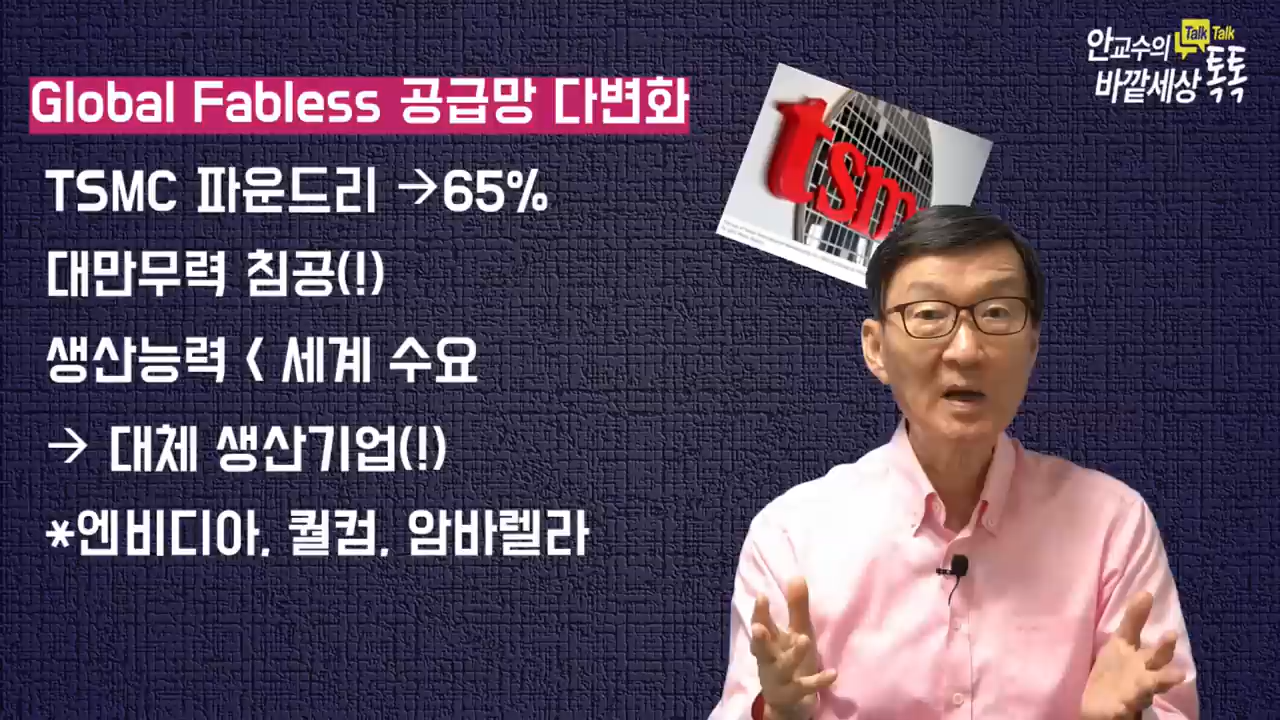 안교수의 Talk Talk
바깥세상 톡톡
Global Fabless 공급망 다변화
TSMC 파운드리 →65%
대만무력 침공(!)
생산능력 < 세계 수요
→ 대체 생산기업(!)
*엔비디아, 퀄컴, 암바렐라
tsm